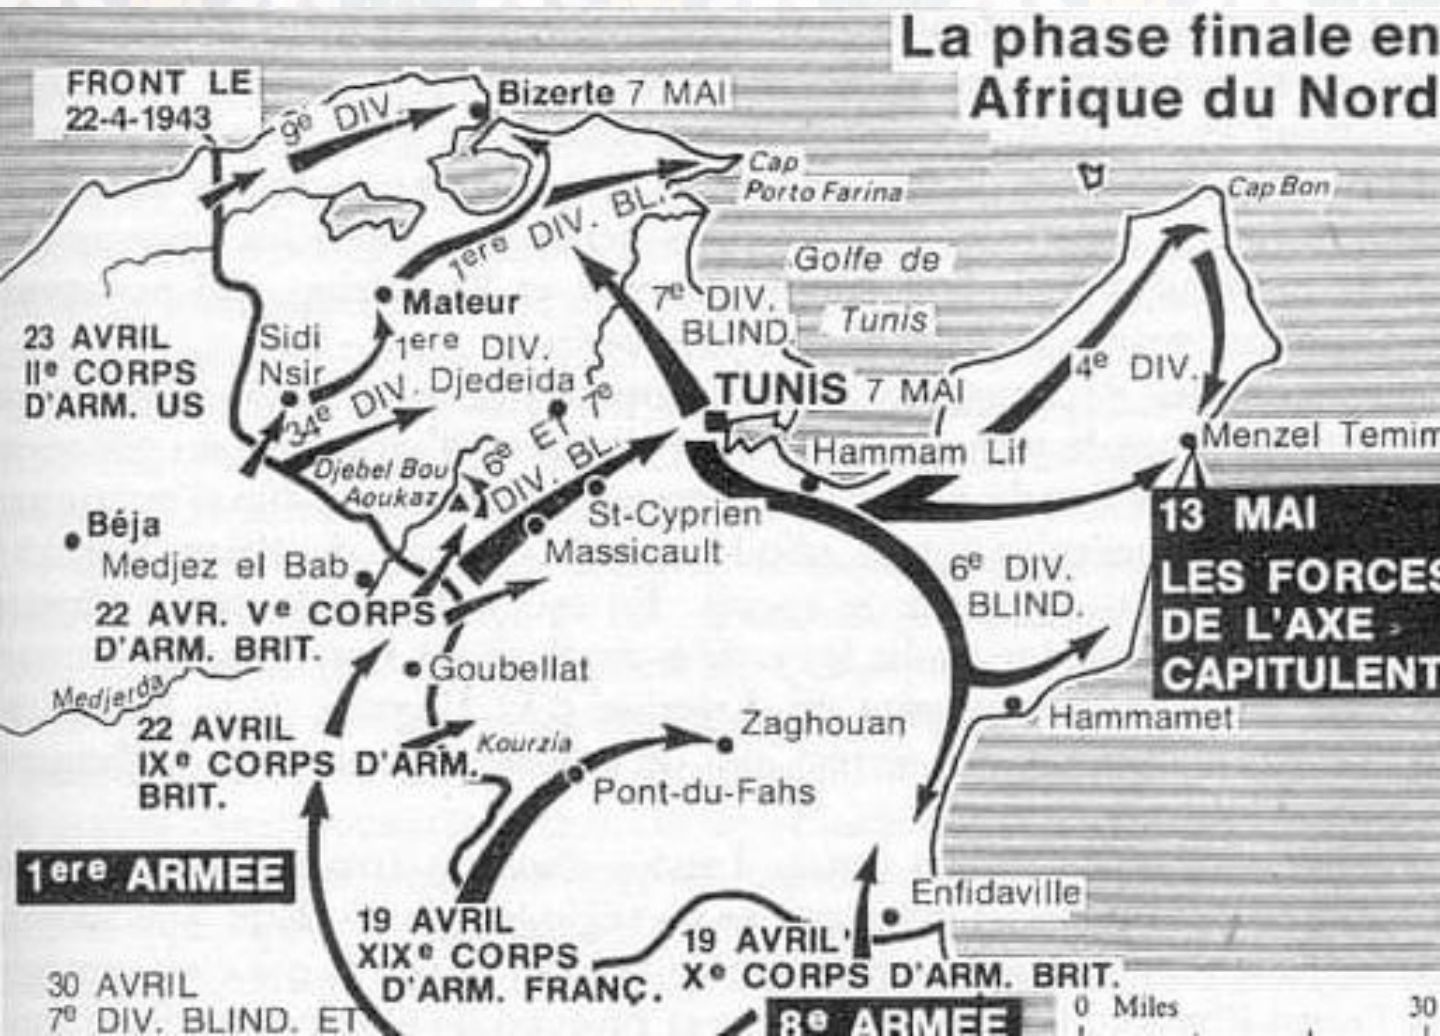 La phase finale en
Afrique du Nord
FRONT LE
22-4-1943
9e DIV.
Bizerte 7 MAI
Cap
Porto Farina
Cap Bon
1ere DIV. BL.
Golfe de
Tunis
7e DIV.
BLIND.
Mateur
23 AVRIL
IIe CORPS
D'ARM. US
Sidi
Nsir
1ere DIV.
34e DIV.
Djedeida
TUNIS 7 MAI
4e DIV.
Menzel Temim
Hammam Lif
6e ET 7e
DIV. BL.
Djebel Bou
Aoukaz
St-Cyprien
Massicault
Béja
Medjez el Bab
22 AVR. Ve CORPS
D'ARM. BRIT.
13 MAI
LES FORCES
DE L'AXE
CAPITULENT
6e DIV.
BLIND.
Goubellat
Medjerda
Hammamet
22 AVRIL
IXe CORPS D'ARM.
BRIT.
Kourzia
Zaghouan
Pont-du-Fahs
1ere ARMEE
Enfidaville
19 AVRIL
XIXe CORPS
D'ARM. FRANÇ.
19 AVRIL
Xe CORPS D'ARM. BRIT.
30 AVRIL
7e DIV. BLIND. ET
8e ARMEE
0 Miles 30